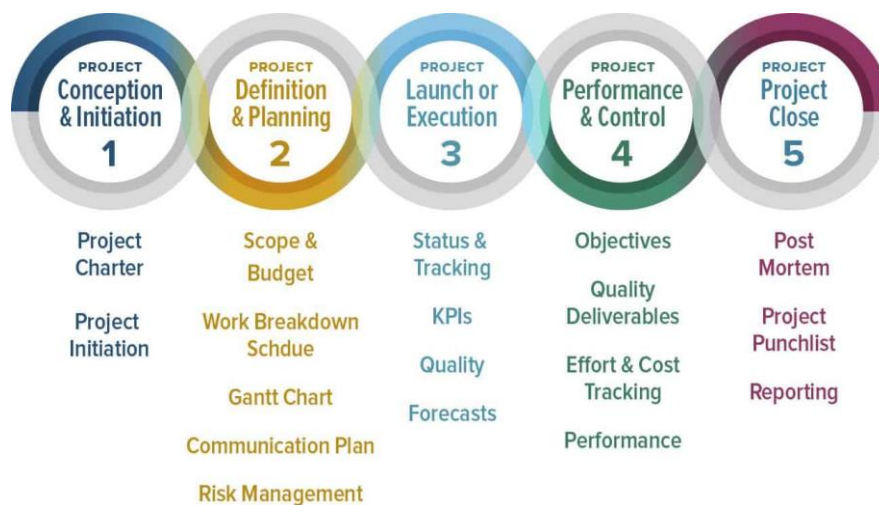 PROJECT
Conception
& Initiation
1
PROJECT
Definition
& Planning
2
PROJECT
Launch or
Execution
3
PROJECT
Performance
& Control
4
PROJECT
Project
Close
5
Project
Charter
Project
Initiation
Scope &
Budget
Work Breakdown
Schdue
Gantt Chart
Communication Plan
Risk Management
Status &
Tracking
KPIs
Quality
Forecasts
Objectives
Quality
Deliverables
Effort & Cost
Tracking
Performance
Post
Mortem
Project
Punchlist
Reporting